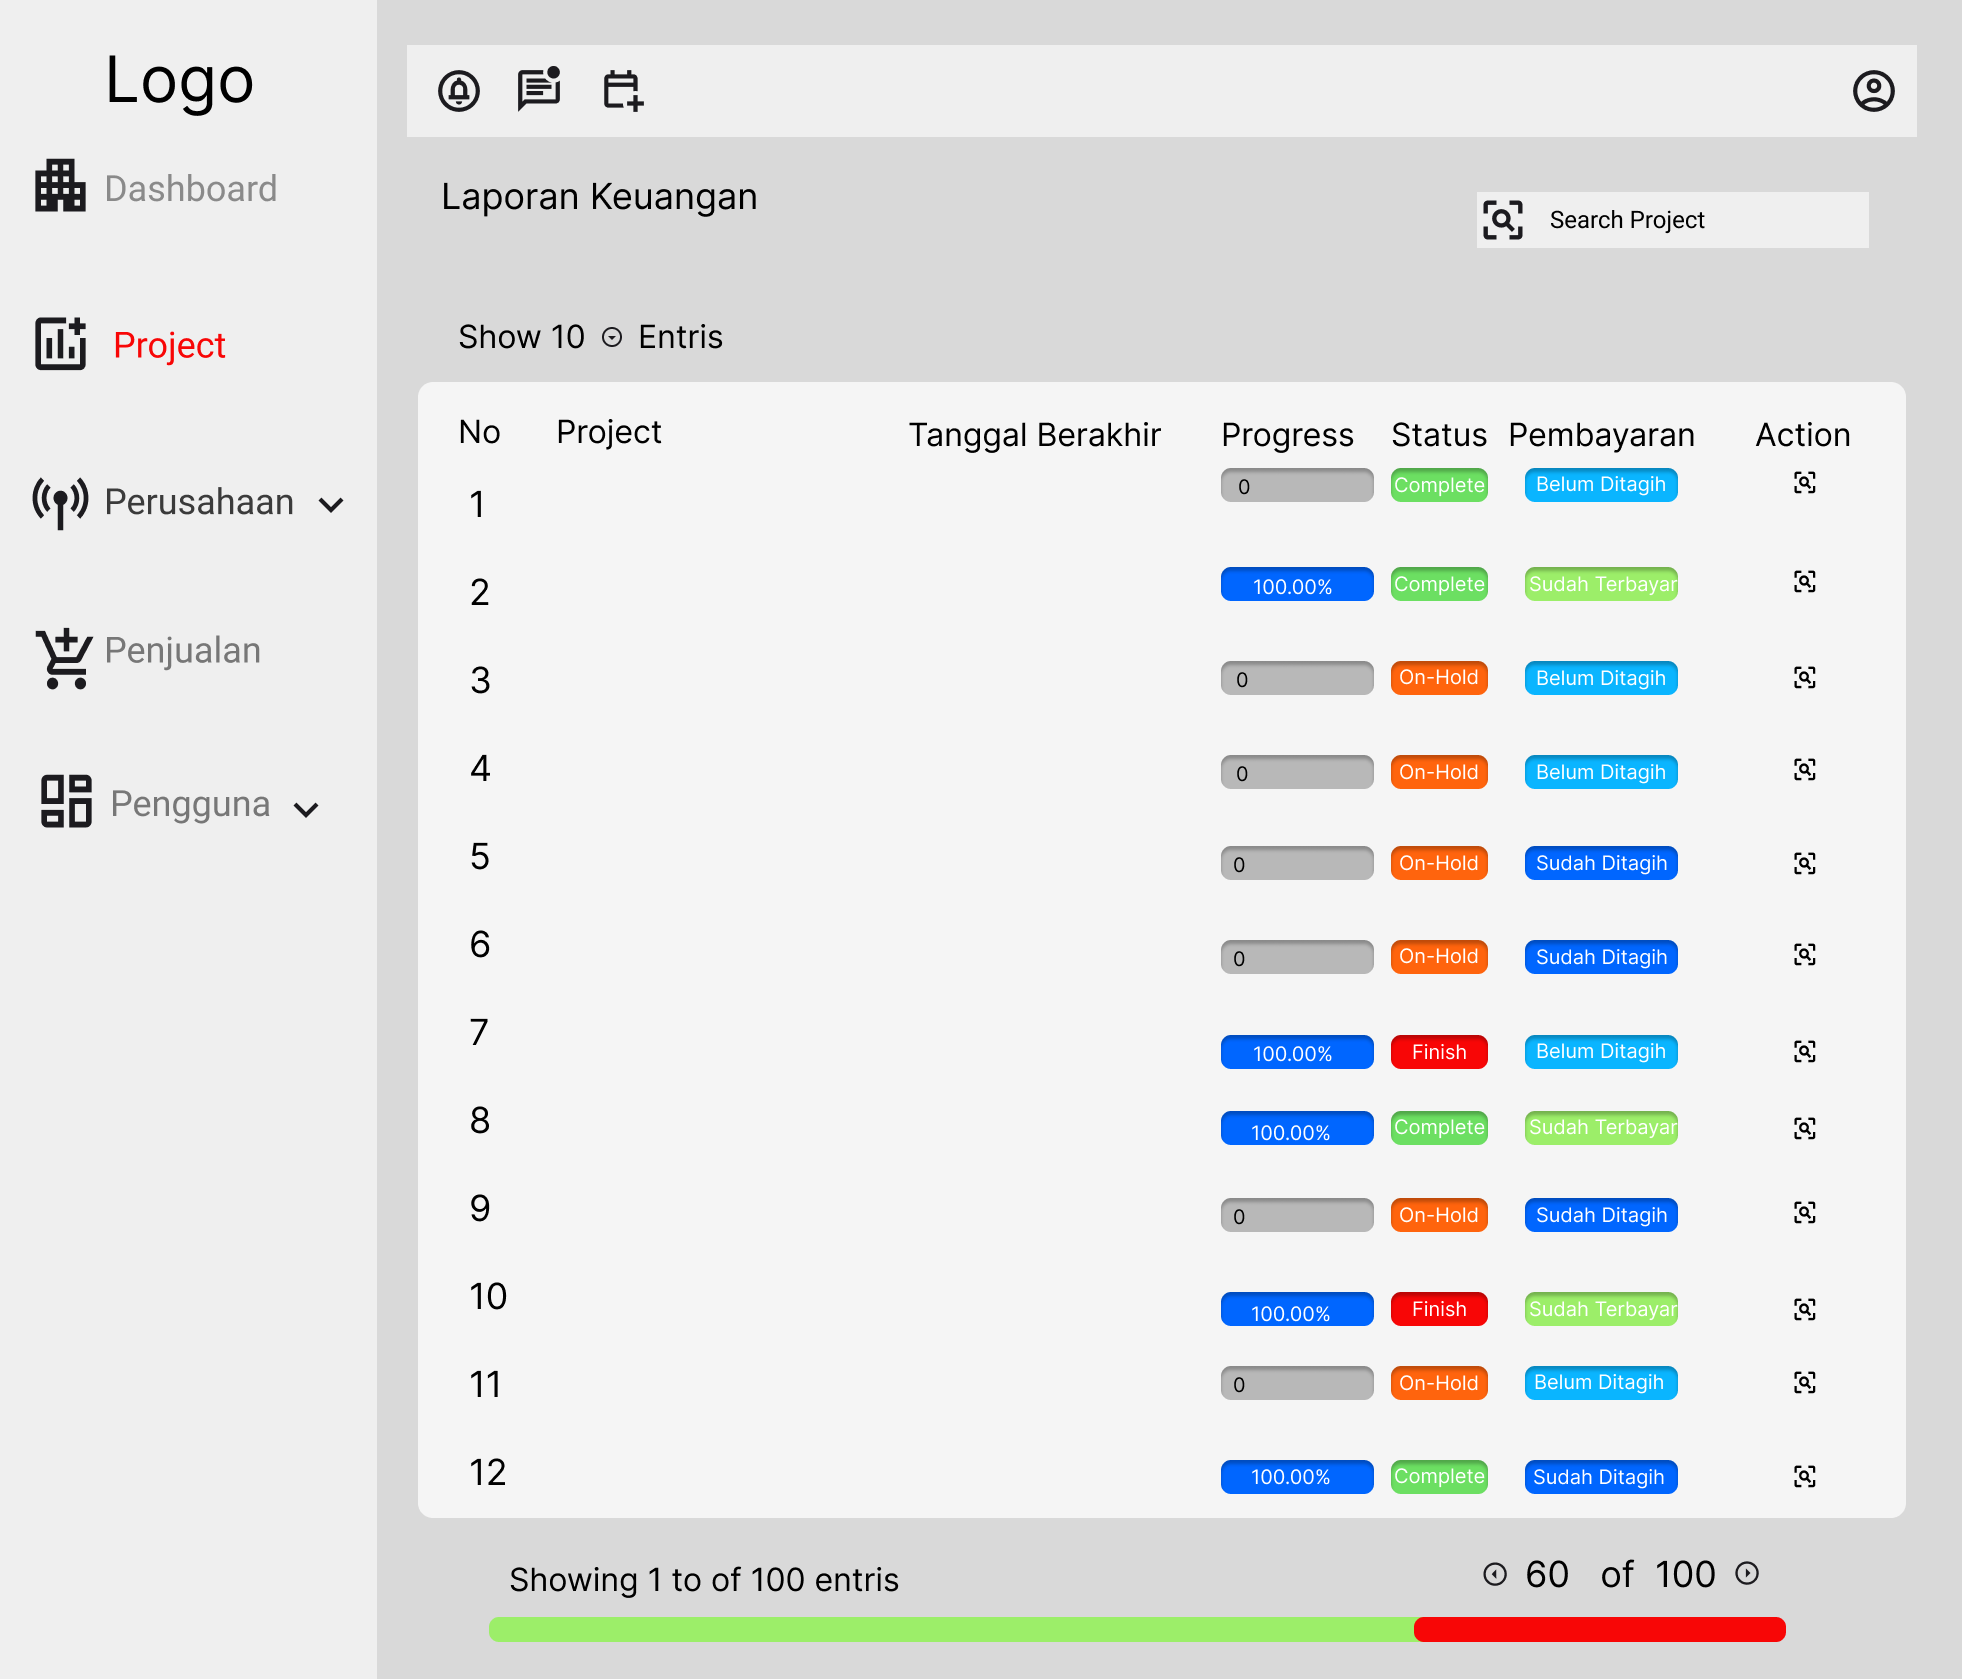 Logo
Dashboard
Project
Perusahaan
Penjualan
Pengguna
Laporan Keuangan
Search Project
Show 10 Entris
No Project Tanggal Berakhir Progress Status Pembayaran Action
1 0 Complete Belum Ditagih
2 100.00% Complete Sudah Terbayar
3 0 On-Hold Belum Ditagih
4 0 On-Hold Belum Ditagih
5 0 On-Hold Sudah Ditagih
6 0 On-Hold Sudah Ditagih
7 100.00% Finish Belum Ditagih
8 100.00% Complete Sudah Terbayar
9 0 On-Hold Sudah Ditagih
10 100.00% Finish Sudah Terbayar
11 0 On-Hold Belum Ditagih
12 100.00% Complete Sudah Ditagih
Showing 1 to of 100 entris
60 of 100